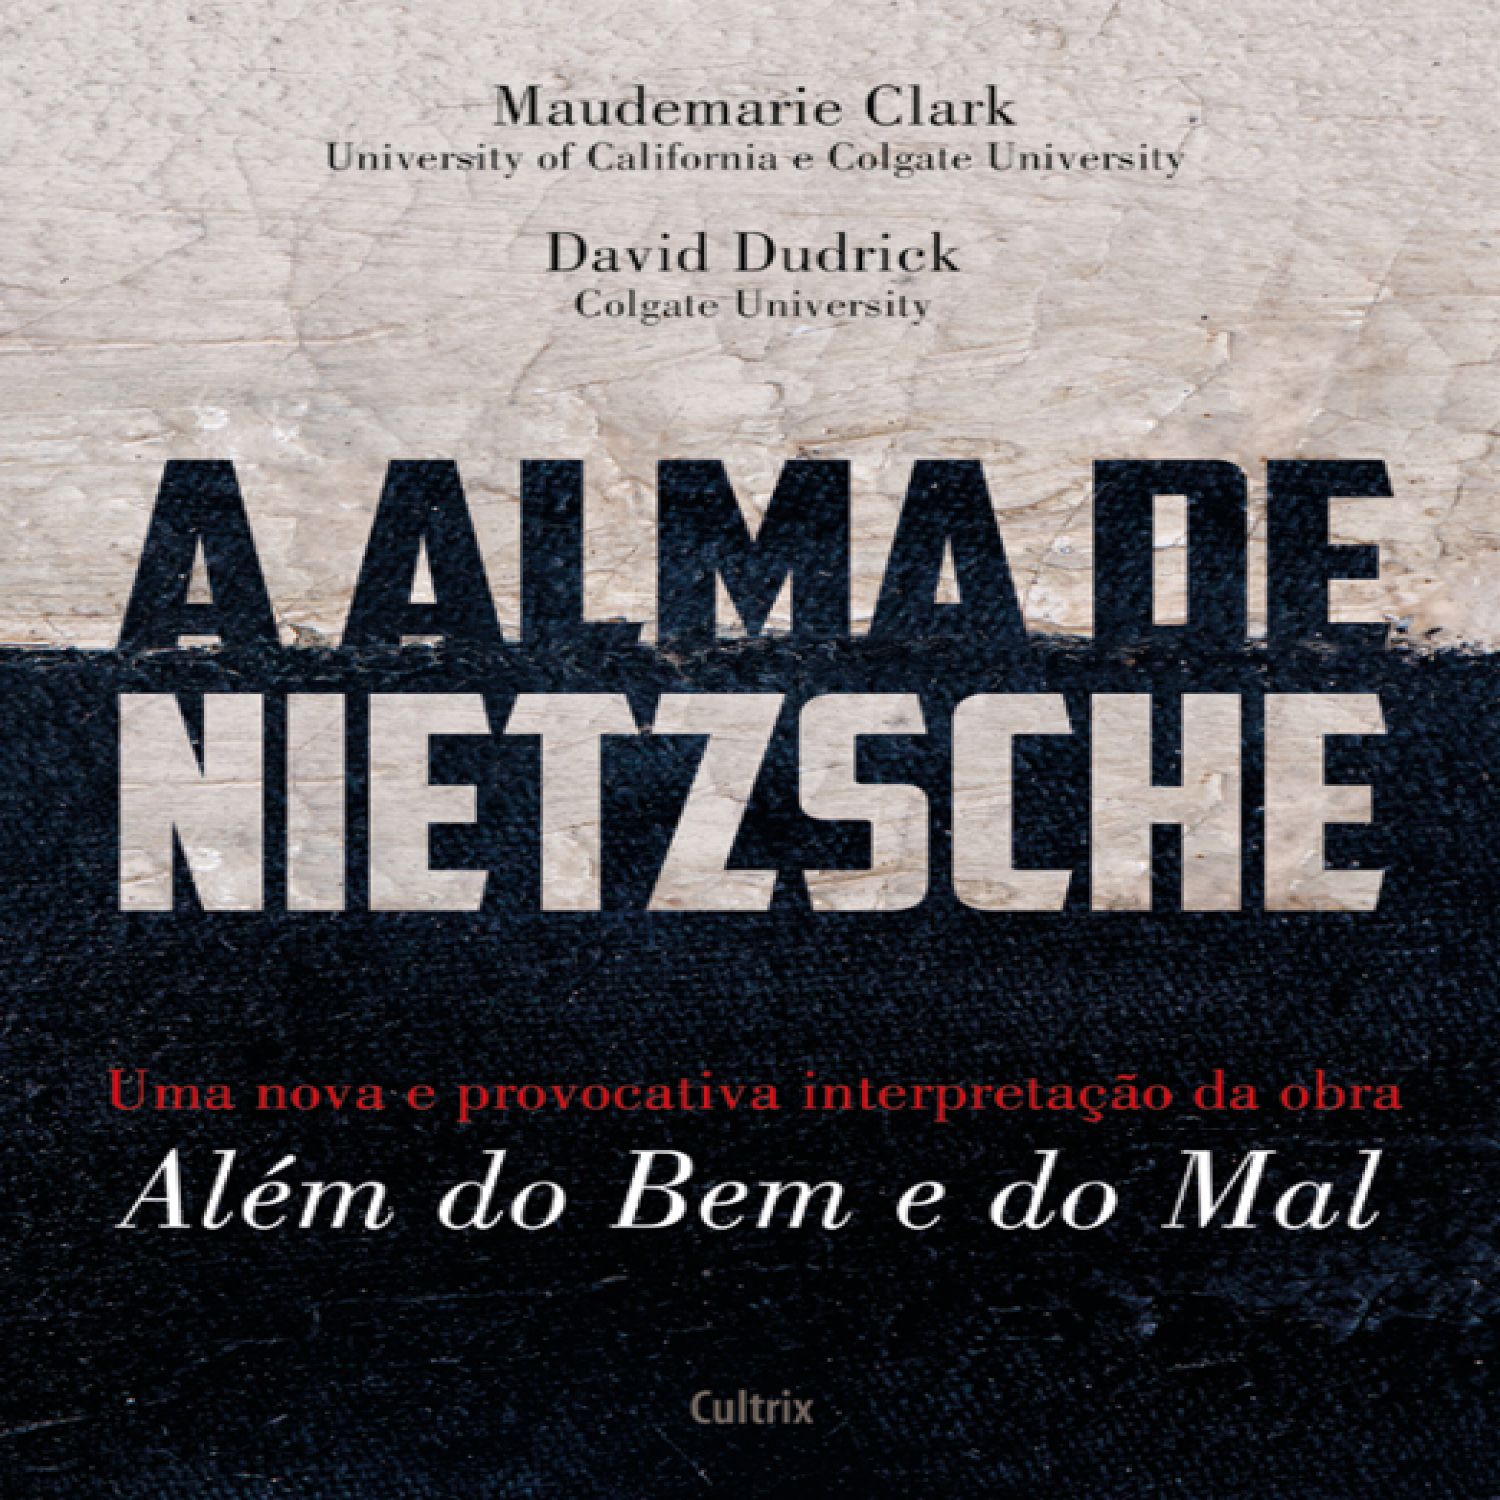 Maudemarie Clark
University of California e Colgate University
David Dudrick
Colgate University
A ALMA DE
NIETZSCHE
Uma nova e provocativa interpretação da obra
Além do Bem e do Mal
Cultrix